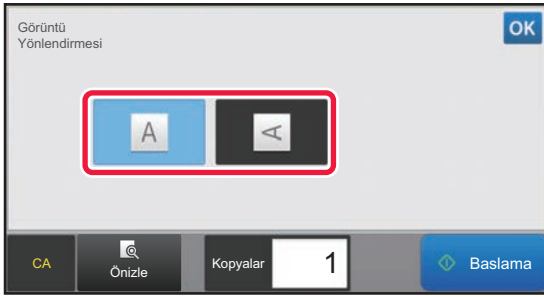 Görüntü
Yönlendirmesi
OK
A
A
CA
Önizle
Kopyalar
1
Baslama